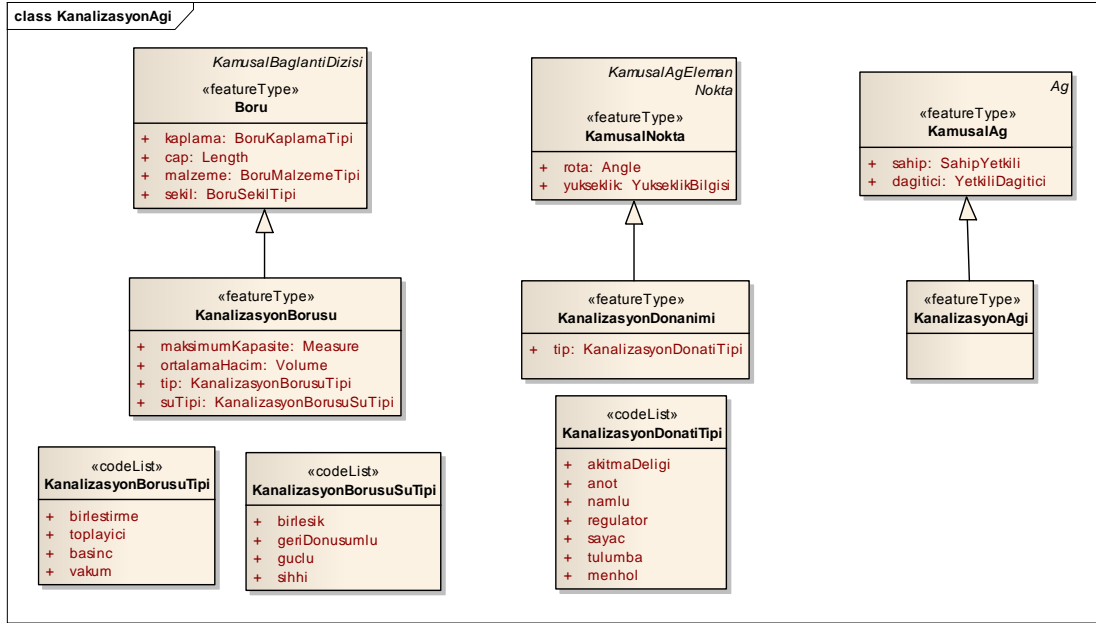 class KanalizasyonAgi
KamusalBaglantiDizisi
«featureType»
Boru
+ kaplama: BoruKaplamaTipi
+ cap: Length
+ malzeme: BoruMalzemeTipi
+ sekil: BoruSekilTipi
KamusalAgEleman
Nokta
«featureType»
KamusalNokta
+ rota: Angle
+ yukseklik: YukseklikBilgisi
Ag
«featureType»
KamusalAg
+ sahip: SahipYetkili
+ dagitici: YetkiliDagitici
«featureType»
KanalizasyonBorusu
+ maksimumKapasite: Measure
+ ortalamaHacim: Volume
+ tip: KanalizasyonBorusuTipi
+ suTipi: KanalizasyonBorusuSuTipi
«featureType»
KanalizasyonDonanimi
+ tip: KanalizasyonDonatiTipi
«featureType»
KanalizasyonAgi
«codeList»
KanalizasyonBorusuTipi
+ birlestirme
+ toplayici
+ basinc
+ vakum
«codeList»
KanalizasyonBorusuSuTipi
+ birlesik
+ geriDonusumlu
+ guclu
+ sihhi
«codeList»
KanalizasyonDonatiTipi
+ akitmaDeligi
+ anot
+ namlu
+ regulator
+ sayac
+ tulumba
+ menhol